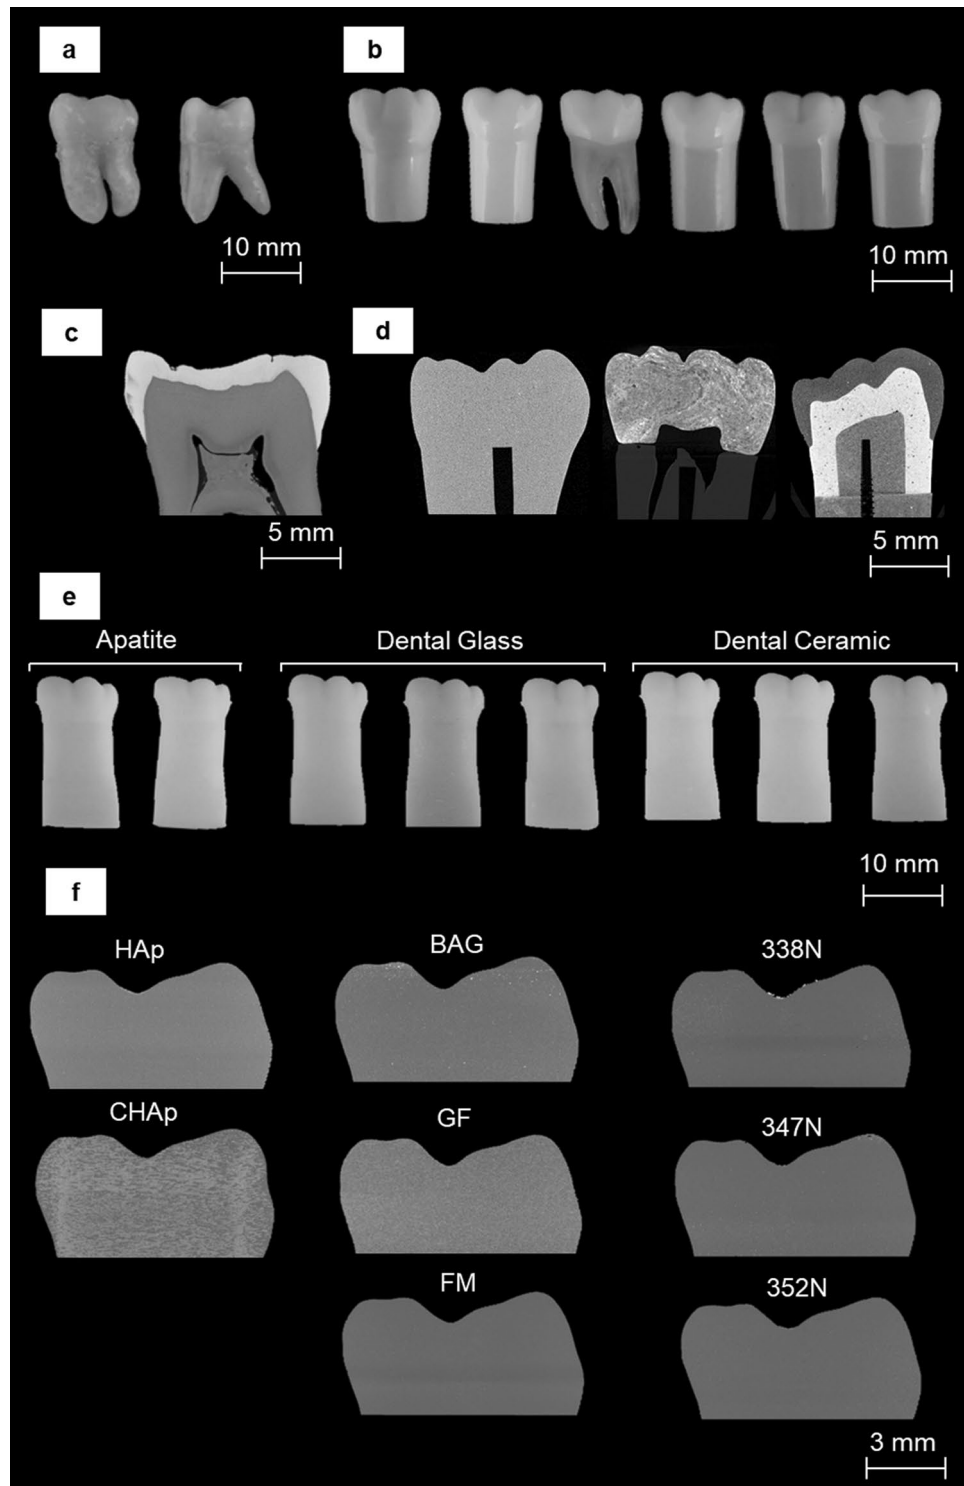 a
b
10 mm
10 mm
c
d
5 mm
5 mm
e
Apatite
Dental Glass
Dental Ceramic
10 mm
f
HAp
BAG
338N
CHAp
GF
347N
FM
352N
3 mm